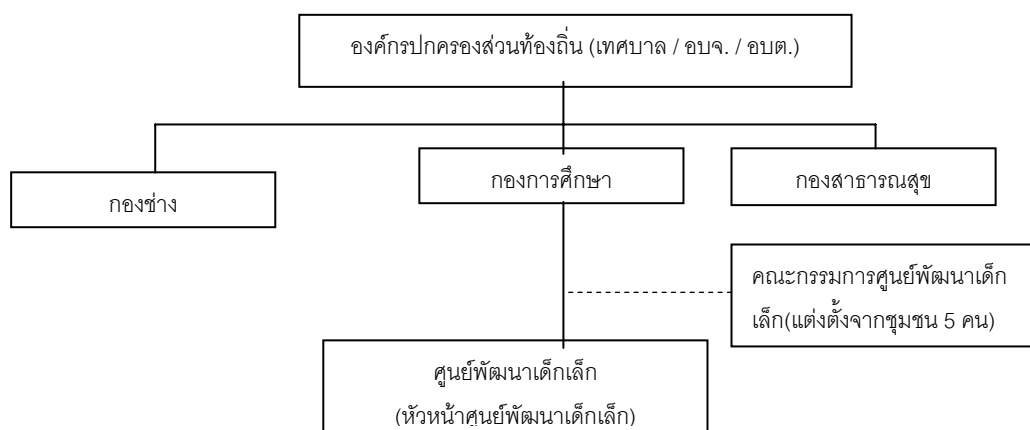 องค์กรปกครองส่วนท้องถิ่น (เทศบาล / อบจ. / อบต.)
กองช่าง
กองการศึกษา
กองสาธารณสุข
คณะกรรมการศูนย์พัฒนาเด็ก
เล็ก(แต่งตั้งจากชุมชน 5 คน)
ศูนย์พัฒนาเด็กเล็ก
(หัวหน้าศูนย์พัฒนาเด็กเล็ก)